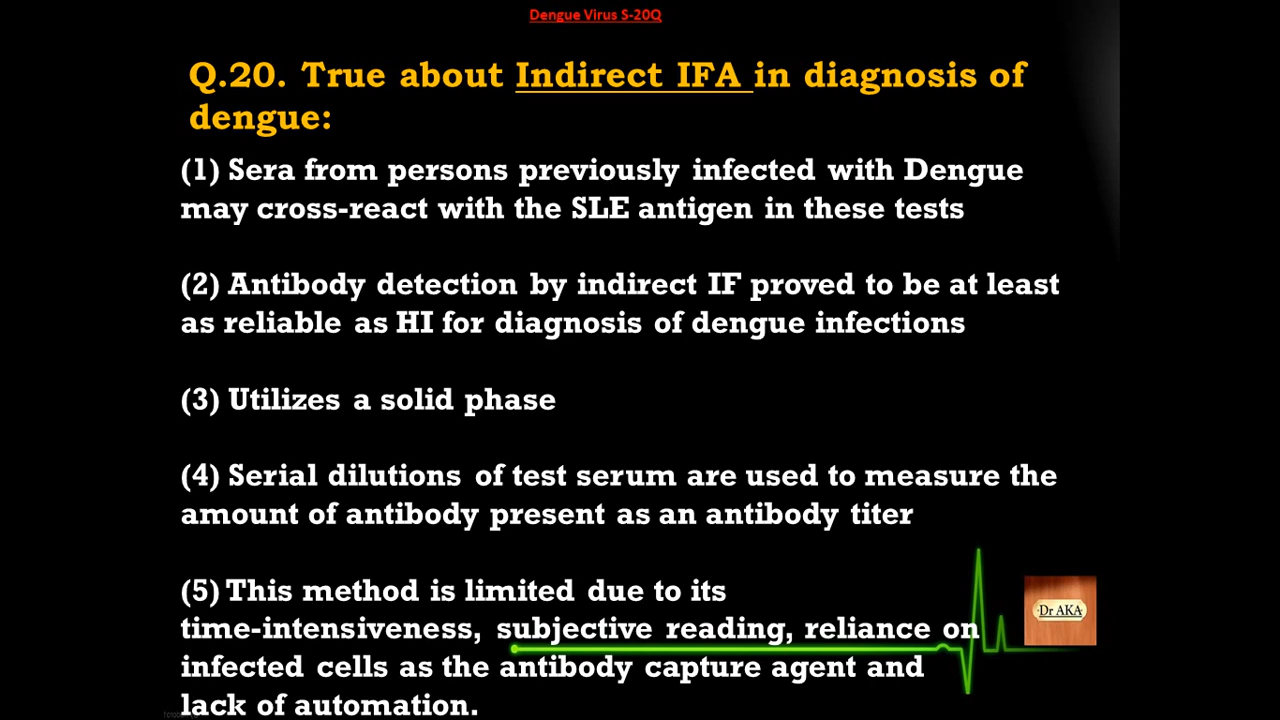 Dengue Virus S-20Q
Q.20. True about Indirect IFA in diagnosis of
dengue:
(1) Sera from persons previously infected with Dengue
may cross-react with the SLE antigen in these tests
(2) Antibody detection by indirect IF proved to be at least
as reliable as HI for diagnosis of dengue infections
(3) Utilizes a solid phase
(4) Serial dilutions of test serum are used to measure the
amount of antibody present as an antibody titer
(5) This method is limited due to its
time-intensiveness, subjective reading, reliance on
infected cells as the antibody capture agent and
lack of automation.
Dr AKA